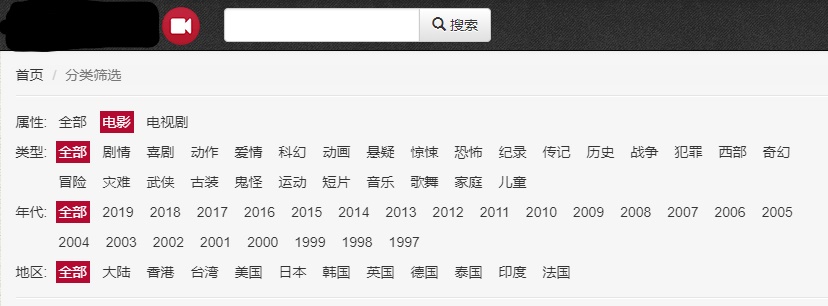 搜索
首页 / 分类筛选
属性: 全部 电影 电视剧
类型: 全部 剧情 喜剧 动作 爱情 科幻 动画 悬疑 惊悚 恐怖 纪录 传记 历史 战争 犯罪 西部 奇幻
冒险 灾难 武侠 古装 鬼怪 运动 短片 音乐 歌舞 家庭 儿童
年代: 全部 2019 2018 2017 2016 2015 2014 2013 2012 2011 2010 2009 2008 2007 2006 2005
2004 2003 2002 2001 2000 1999 1998 1997
地区: 全部 大陆 香港 台湾 美国 日本 韩国 英国 德国 泰国 印度 法国